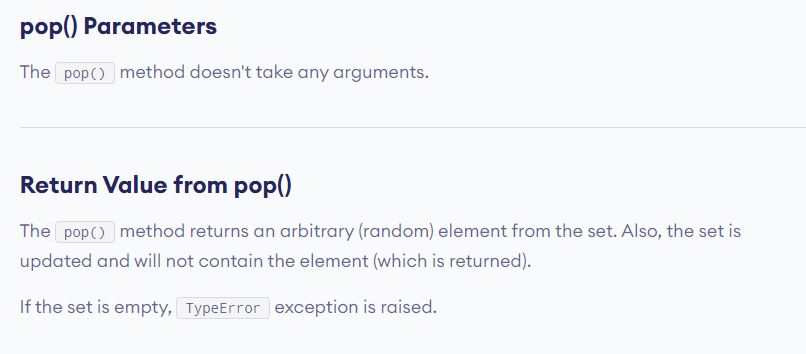 pop() Parameters
The pop() method doesn't take any arguments.
Return Value from pop()
The pop() method returns an arbitrary (random) element from the set. Also, the set is
updated and will not contain the element (which is returned).
If the set is empty, TypeError exception is raised.